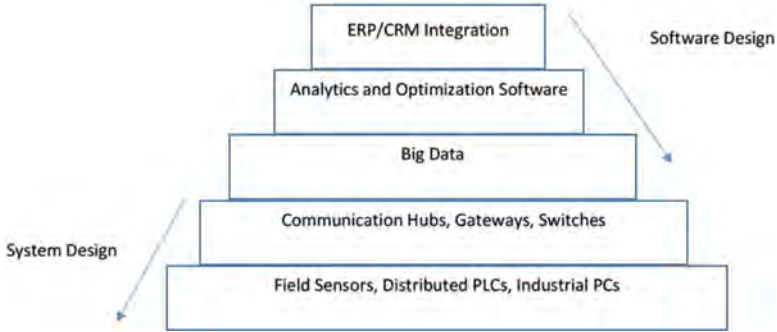 ERP/CRM Integration
Software Design
Analytics and Optimization Software
Big Data
Communication Hubs, Gateways, Switches
System Design
Field Sensors, Distributed PLCs, Industrial PCs